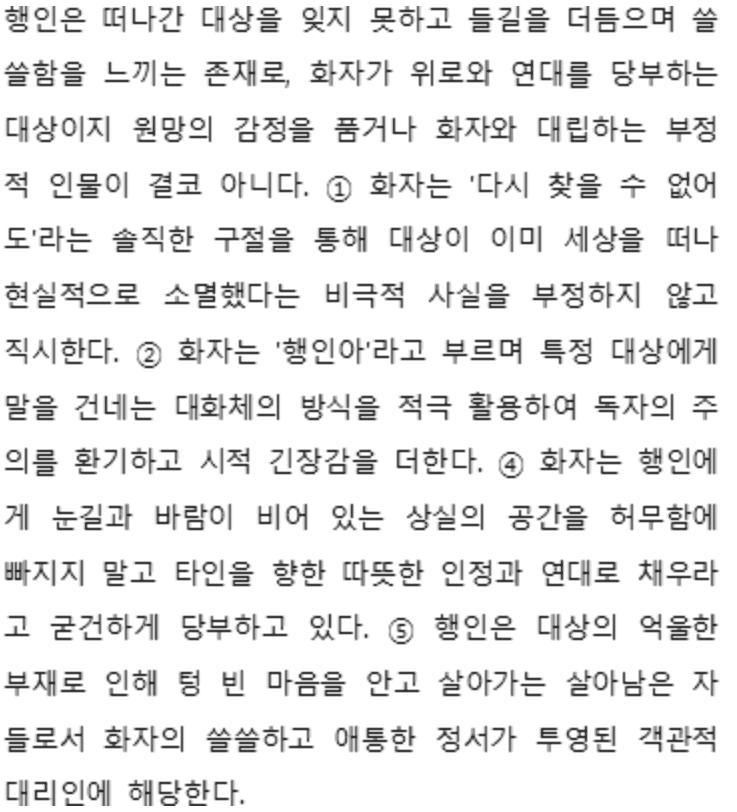 행인은 떠나간 대상을 잊지 못하고 들길을 더듬으며 쓸
쓸함을 느끼는 존재로, 화자가 위로와 연대를 당부하는
대상이지 원망의 감정을 품거나 화자와 대립하는 부정
적 인물이 결코 아니다. ① 화자는 '다시 찾을 수 없어
도'라는 솔직한 구절을 통해 대상이 이미 세상을 떠나
현실적으로 소멸했다는 비극적 사실을 부정하지 않고
직시한다. ② 화자는 '행인아'라고 부르며 특정 대상에게
말을 건네는 대화체의 방식을 적극 활용하여 독자의 주
의를 환기하고 시적 긴장감을 더한다. ④ 화자는 행인에
게 눈길과 바람이 비어 있는 상실의 공간을 허무함에
빠지지 말고 타인을 향한 따뜻한 인정과 연대로 채우라
고 굳건하게 당부하고 있다. ⑤ 행인은 대상의 억울한
부재로 인해 텅 빈 마음을 안고 살아가는 살아남은 자
들로서 화자의 쓸쓸하고 애통한 정서가 투영된 객관적
대리인에 해당한다.